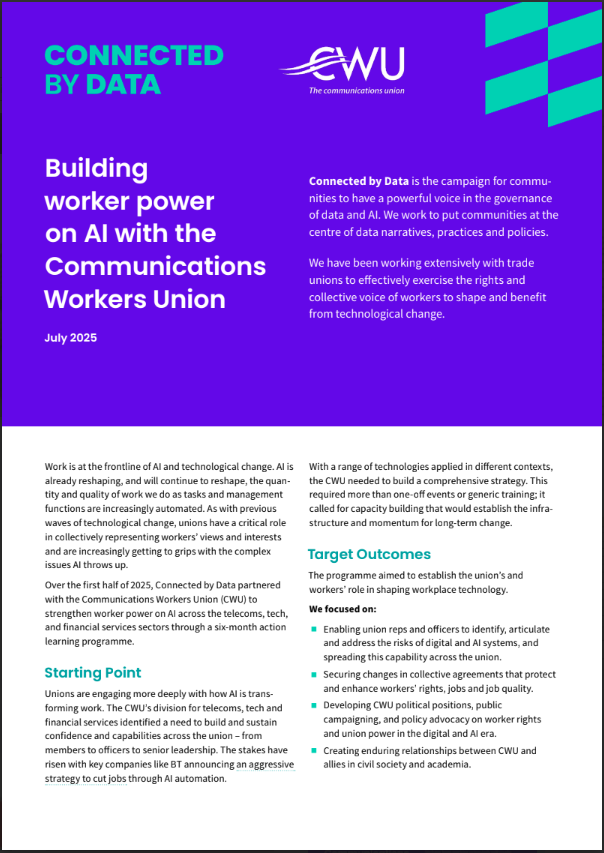 CONNECTED
BY DATA
CWU
The communications union
Building
worker power
on AI with the
Communications
Workers Union
July 2025
Connected by Data is the campaign for commu-
nities to have a powerful voice in the governance
of data and AI. We work to put communities at the
centre of data narratives, practices and policies.
We have been working extensively with trade
unions to effectively exercise the rights and
collective voice of workers to shape and benefit
from technological change.
Work is at the frontline of AI and technological change. AI is
already reshaping, and will continue to reshape, the quan-
tity and quality of work we do as tasks and management
functions are increasingly automated. As with previous
waves of technological change, unions have a critical role
in collectively representing workers' views and interests
and are increasingly getting to grips with the complex
issues AI throws up.
Over the first half of 2025, Connected by Data partnered
with the Communications Workers Union (CWU) to
strengthen worker power on AI across the telecoms, tech,
and financial services sectors through a six-month action
learning programme.
Starting Point
Unions are engaging more deeply with how AI is trans-
forming work. The CWU's division for telecoms, tech and
financial services identified a need to build and sustain
confidence and capabilities across the union – from
members to officers to senior leadership. The stakes have
risen with key companies like BT announcing an aggressive
strategy to cut jobs through AI automation.
With a range of technologies applied in different contexts,
the CWU needed to build a comprehensive strategy. This
required more than one-off events or generic training; it
called for capacity building that would establish the infra-
structure and momentum for long-term change.
Target Outcomes
The programme aimed to establish the union's and
workers' role in shaping workplace technology.
We focused on:
Enabling union reps and officers to identify, articulate
and address the risks of digital and AI systems, and
spreading this capability across the union.
Securing changes in collective agreements that protect
and enhance workers' rights, jobs and job quality.
Developing CWU political positions, public
campaigning, and policy advocacy on worker rights
and union power in the digital and AI era.
Creating enduring relationships between CWU and
allies in civil society and academia.